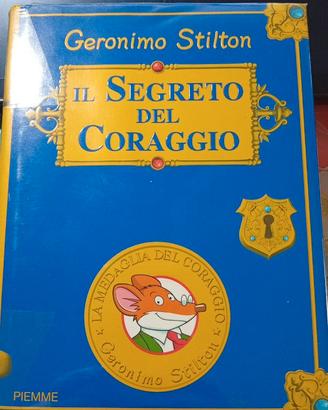 Geronimo Stilton
IL SEGRETO
DEL
CORAGGIO
LA MEDAGLIA DEL CORAGGIO
Geronimo Stilton
PIEMME